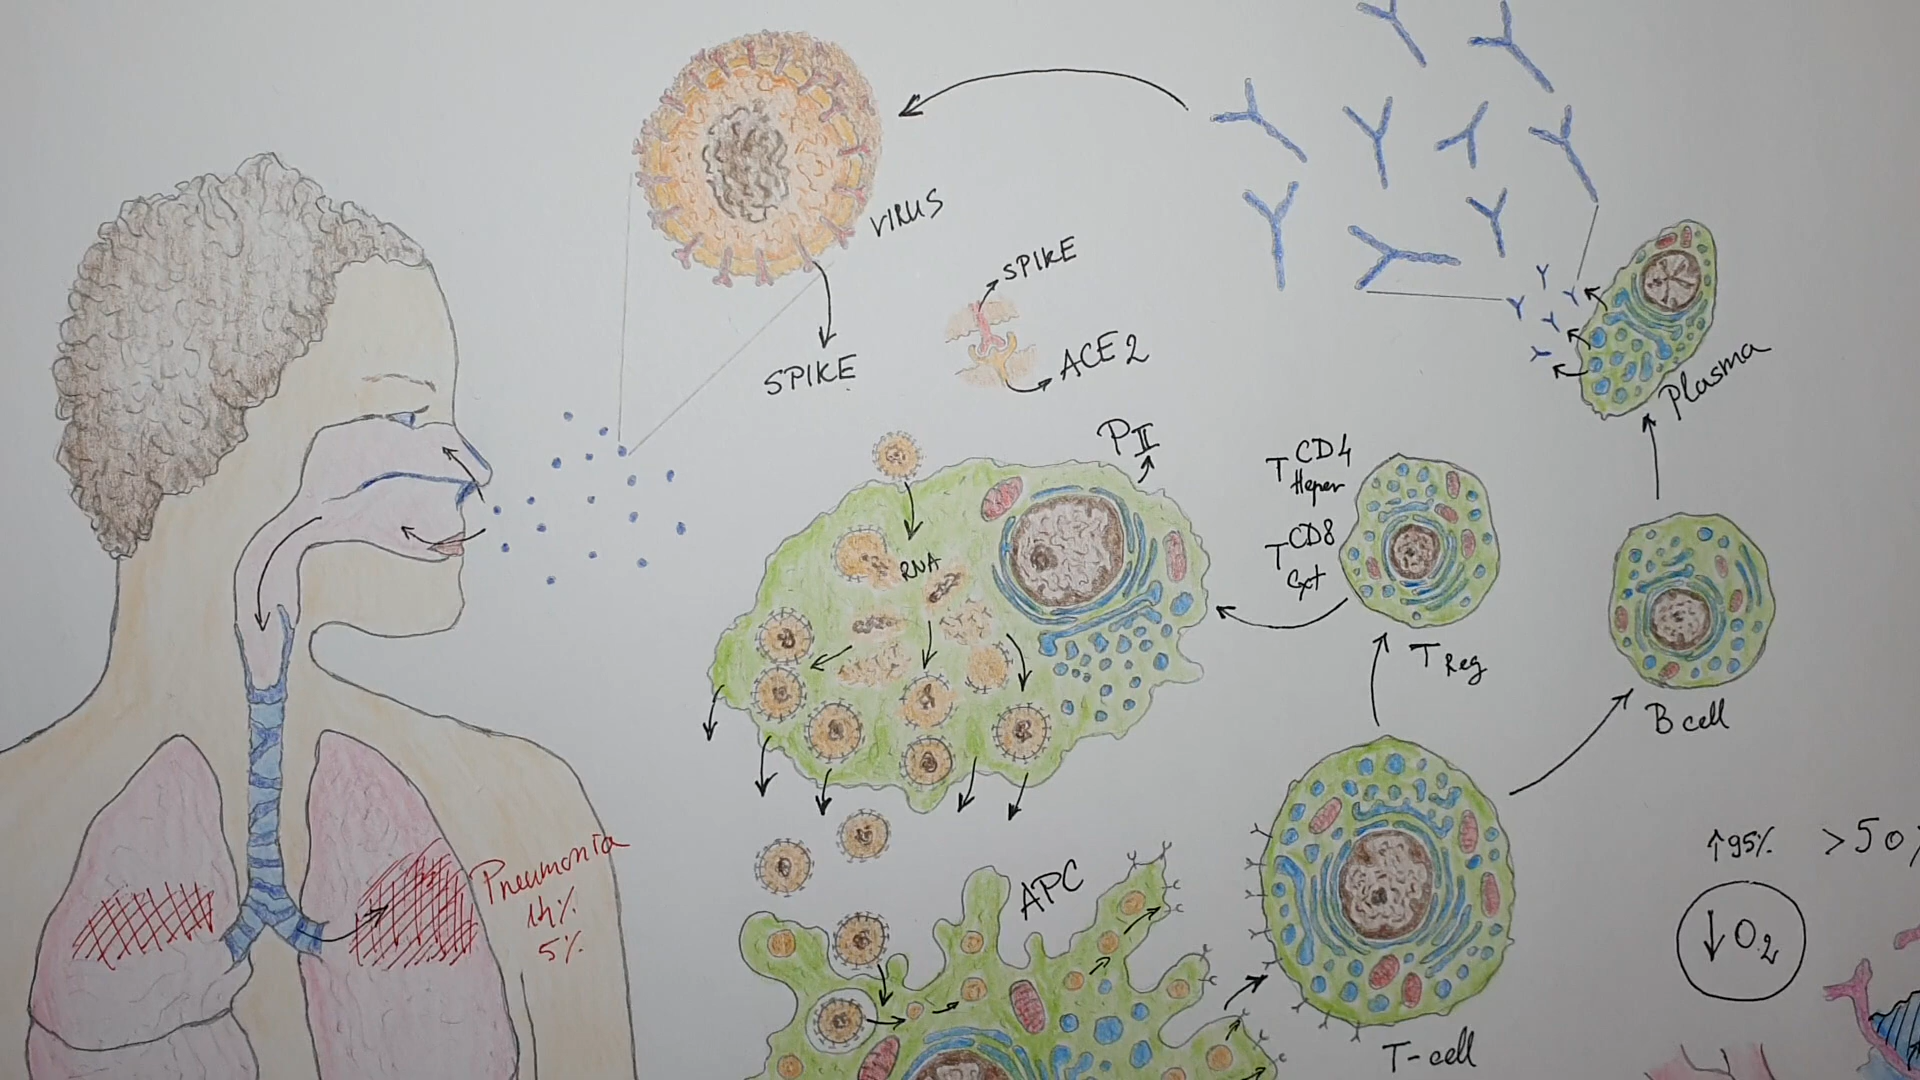 VIRUS
SPIKE
SPIKE
ACE 2
PII
RNA
T CD4
Heper
T CD8
Cyt
T Reg
Plasma
B cell
Pneumonia
14%
5%
APC
T-cell
↑95% >50%
↓O2